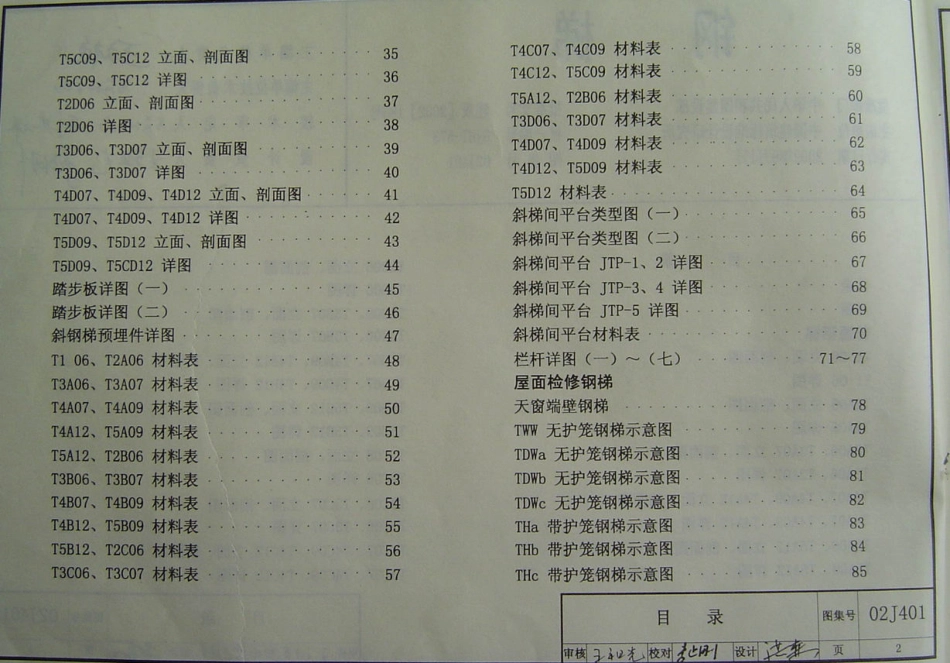 T5C09、T5C12 立面、剖面图 35
T5C09、T5C12 详图 36
T2D06 立面、剖面图 37
T2D06 详图 38
T3D06、T3D07 立面、剖面图 39
T3D06、T3D07 详图 40
T4D07、T4D09、T4D12 立面、剖面图 41
T4D07、T4D09、T4D12 详图 42
T5D09、T5D12 立面、剖面图 43
T5D09、T5CD12 详图 44
踏步板详图（一） 45
踏步板详图（二） 46
斜钢梯预埋件详图 47
T1 06、T2A06 材料表 48
T3A06、T3A07 材料表 49
T4A07、T4A09 材料表 50
T4A12、T5A09 材料表 51
T5A12、T2B06 材料表 52
T3B06、T3B07 材料表 53
T4B07、T4B09 材料表 54
T4B12、T5B09 材料表 55
T5B12、T2C06 材料表 56
T3C06、T3C07 材料表 57
T4C07、T4C09 材料表 58
T4C12、T5C09 材料表 59
T5A12、T2B06 材料表 60
T3D06、T3D07 材料表 61
T4D07、T4D09 材料表 62
T4D12、T5D09 材料表 63
T5D12 材料表 64
斜梯间平台类型图（一） 65
斜梯间平台类型图（二） 66
斜梯间平台 JTP-1、2 详图 67
斜梯间平台 JTP-3、4 详图 68
斜梯间平台 JTP-5 详图 69
斜梯间平台材料表 70
栏杆详图（一）～（七） 71～77
屋面检修钢梯
天窗端壁钢梯 78
TWW 无护笼钢梯示意图 79
TDWa 无护笼钢梯示意图 80
TDWb 无护笼钢梯示意图 81
TDWc 无护笼钢梯示意图 82
THa 带护笼钢梯示意图 83
THb 带护笼钢梯示意图 84
THc 带护笼钢梯示意图 85
目 录 图集号 02J401
审核 校对 设计 页 2